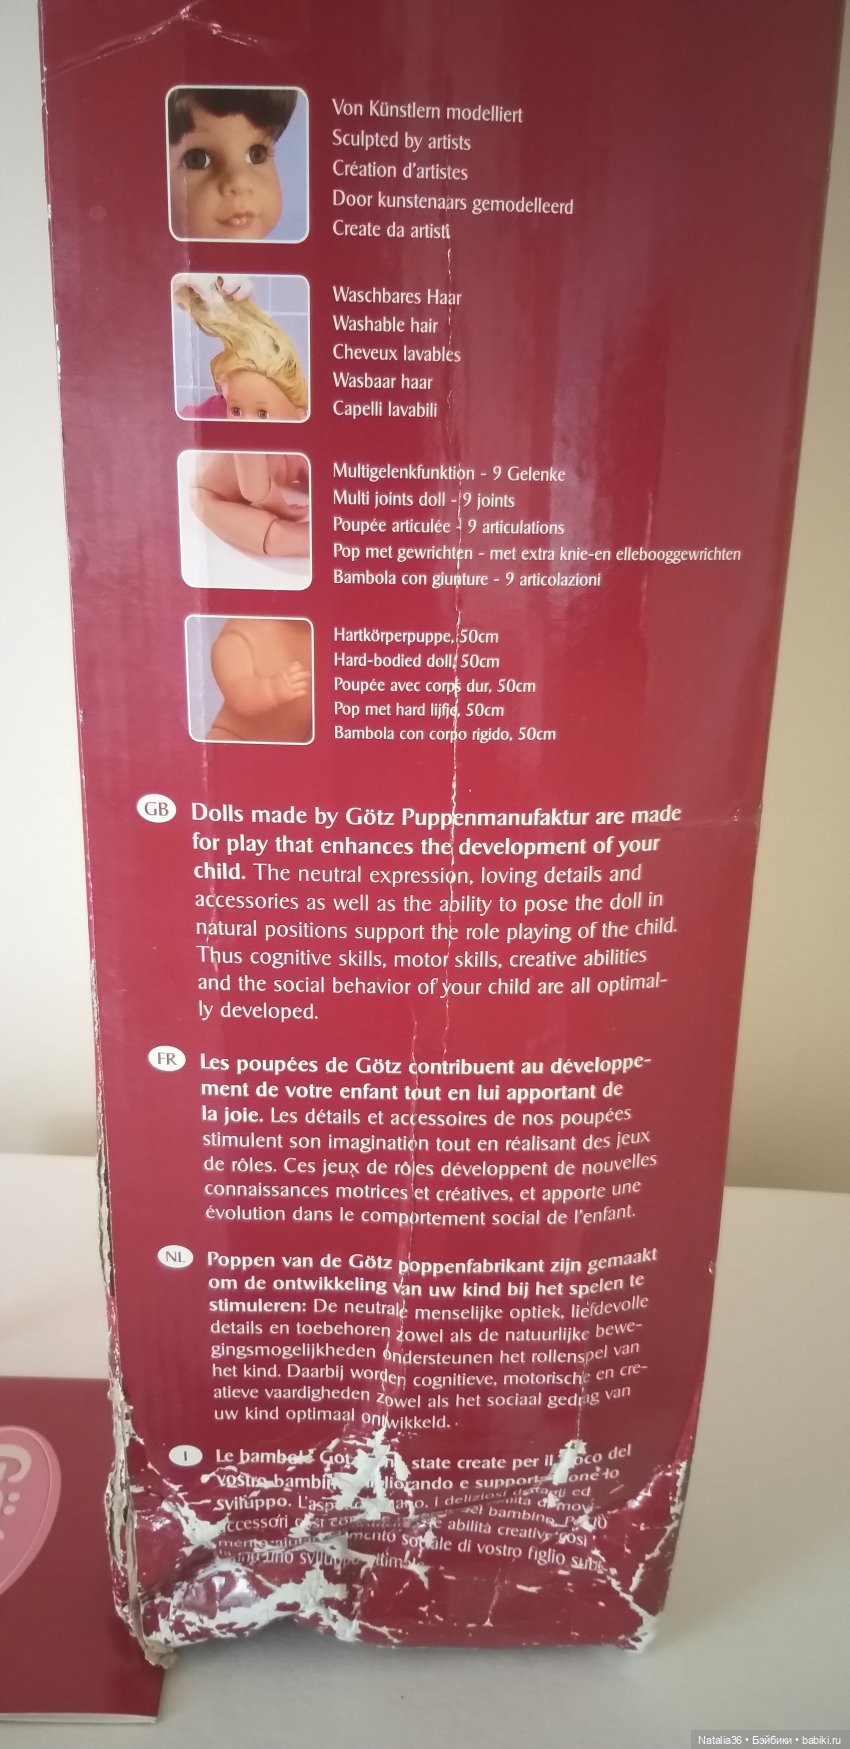 Von Künstlern modelliert
Sculpted by artists
Création d'artistes
Door kunstenaars gemodelleerd
Create da artisti
Waschbares Haar
Washable hair
Cheveux lavables
Wasbaar haar
Capelli lavabili
Multigelenkfunktion - 9 Gelenke
Multi joints doll - 9 joints
Poupée articulée - 9 articulations
Pop met gewrichten - met extra knie-en ellebooggewrichten
Bambola con giunture - 9 articolazioni
Hartkörperpuppe, 50cm
Hard-bodied doll, 50cm
Poupée avec corps dur, 50cm
Pop met hard lijfje, 50cm
Bambola con corpo rigido, 50cm
GB Dolls made by Götz Puppenmanufaktur are made
for play that enhances the development of your
child. The neutral expression, loving details and
accessories as well as the ability to pose the doll in
natural positions support the role playing of the child.
Thus cognitive skills, motor skills, creative abilities
and the social behavior of your child are all optimal-
ly developed.
FR Les poupées de Götz contribuent au développe-
ment de votre enfant tout en lui apportant de
la joie. Les détails et accessoires de nos poupées
stimulent son imagination tout en réalisant des jeux
de rôles. Ces jeux de rôles développent de nouvelles
connaissances motrices et créatives, et apporte une
évolution dans le comportement social de l'enfant.
NL Poppen van de Götz poppenfabrikant zijn gemaakt
om de ontwikkeling van uw kind bij het spelen te
stimuleren: De neutrale menselijke optiek, liefdevolle
details en toebehoren zowel als de natuurlijke bewe-
gingsmogelijkheden ondersteunen het rollenspel van
het kind. Daarbij worden cognitieve, motorische en cre-
atieve vaardigheden zowel als het sociaal gedrag van
uw kind optimaal ontwikkeld.
I Le bambole state create per il del
vostro
sviluppo. ed
bambino
accessori abilità
sociale di vostro figlio
uno
Natalia36 • Бэйбики • babiki.ru